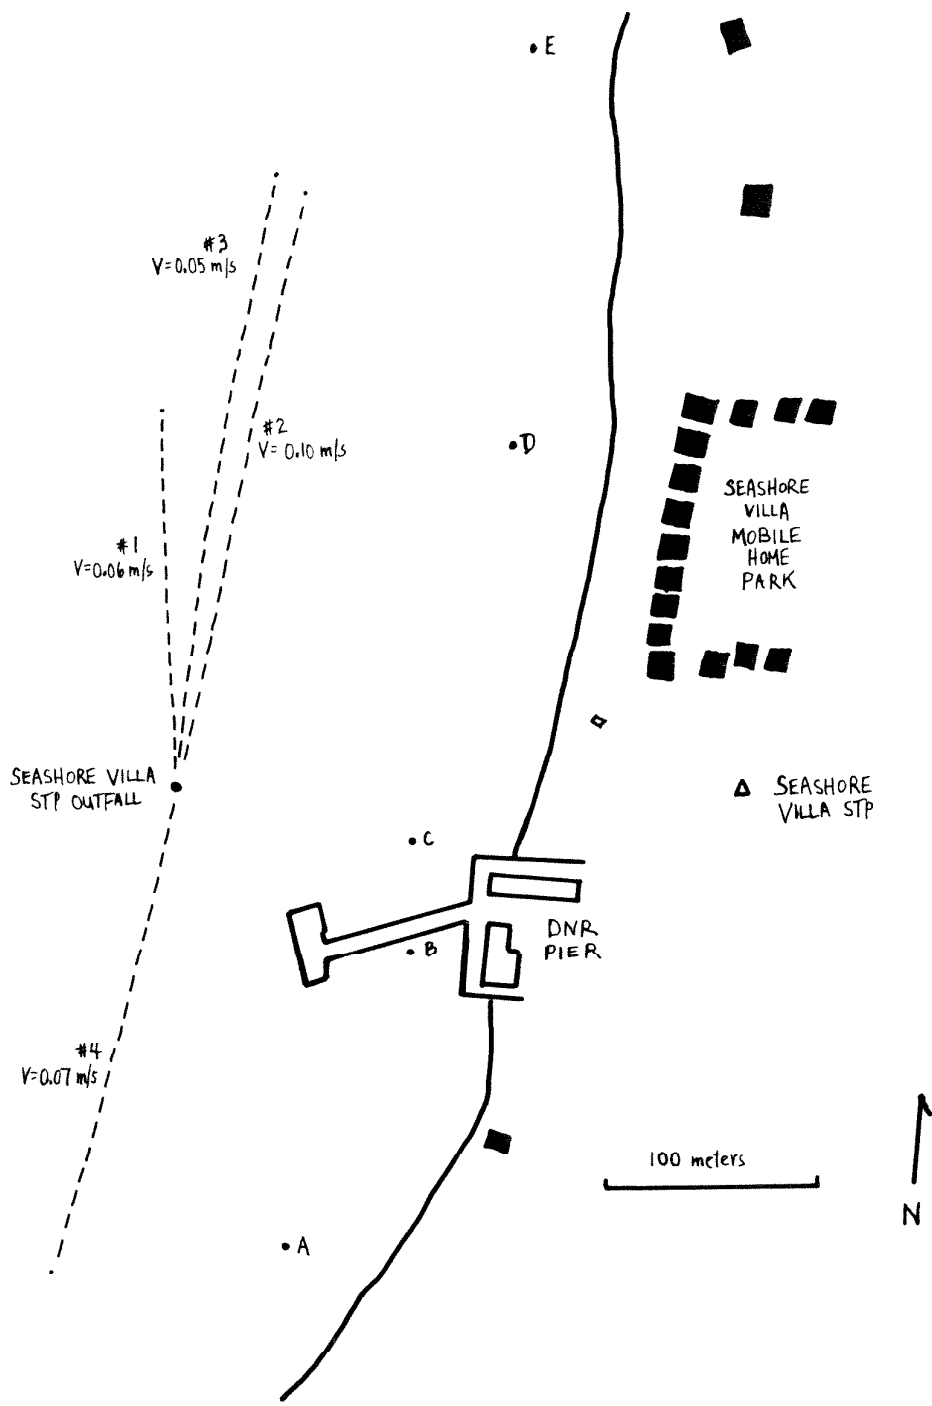 E
#3
V=0.05 m/s
#2
V=0.10 m/s
D
SEASHORE
VILLA
MOBILE
HOME
PARK
#1
V=0.06 m/s
SEASHORE VILLA
STP OUTFALL
SEASHORE
VILLA STP
C
DNR
PIER
B
#4
V=0.07 m/s
100 meters
N
A